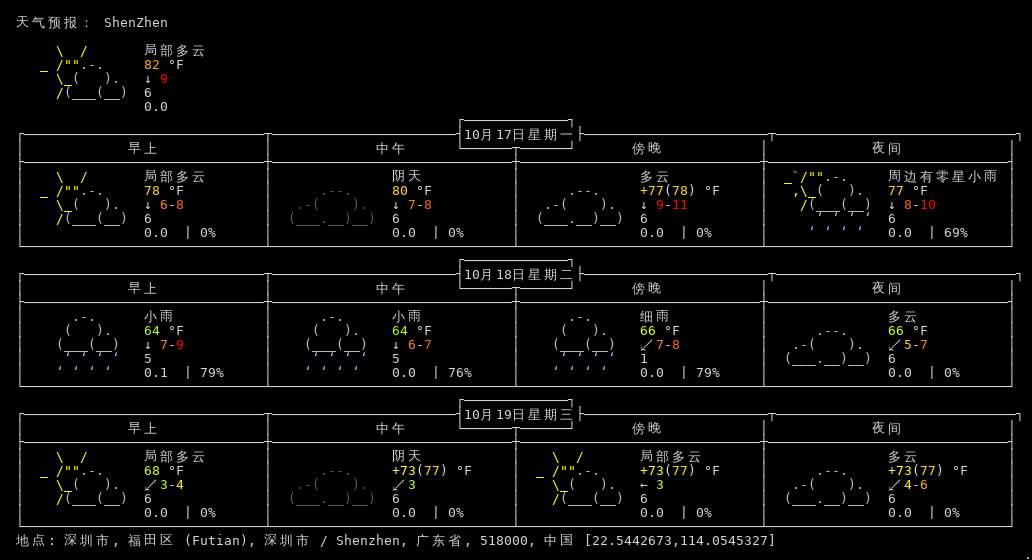 天气预报： ShenZhen
局部多云
82 °F
↓ 9
6
0.0
10月17日星期一
早上 中午 傍晚 夜间
局部多云 阴天 多云 周边有零星小雨
78 °F 80 °F +77(78) °F 77 °F
↓ 6-8 ↓ 7-8 ↓ 9-11 ↓ 8-10
6 6 6 6
0.0 | 0% 0.0 | 0% 0.0 | 0% 0.0 | 69%
10月18日星期二
早上 中午 傍晚 夜间
小雨 小雨 细雨 多云
64 °F 64 °F 66 °F 66 °F
↓ 7-9 ↓ 6-7 ↙ 7-8 ↙ 5-7
5 5 1 6
0.1 | 79% 0.0 | 76% 0.0 | 79% 0.0 | 0%
10月19日星期三
早上 中午 傍晚 夜间
局部多云 阴天 局部多云 多云
68 °F +73(77) °F +73(77) °F +73(77) °F
↙ 3-4 ↙ 3 ← 3 ↙ 4-6
6 6 6 6
0.0 | 0% 0.0 | 0% 0.0 | 0% 0.0 | 0%
地点: 深圳市, 福田区 (Futian), 深圳市 / Shenzhen, 广东省, 518000, 中国 [22.5442673,114.0545327]